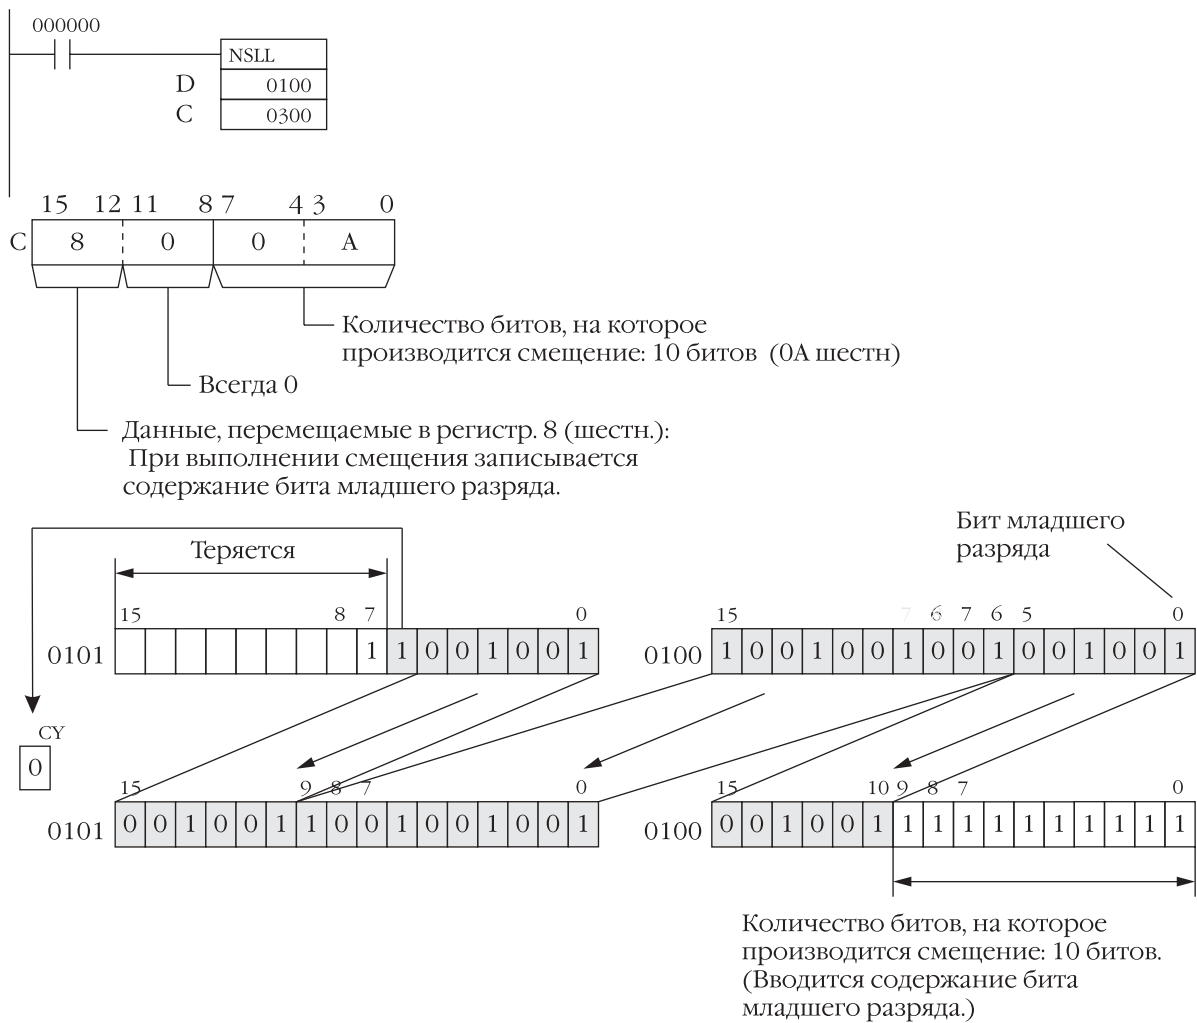 000000
NSLL
D 0100
C 0300
15 12 11 8 7 4 3 0
C 8 0 0 A
Количество битов, на которое
производится смещение: 10 битов (0А шестн)
Всегда 0
Данные, перемещаемые в регистр. 8 (шестн.):
При выполнении смещения записывается
содержание бита младшего разряда.
Бит младшего
разряда
Теряется
15 8 7 0 15 7 6 7 6 5 0
0101 1 1 0 0 1 0 0 1 0100 1 0 0 1 0 0 1 0 0 1 0 0 1 0 0 1
CY
0
15 9 8 7 0 15 10 9 8 7 0
0101 0 0 1 0 0 1 1 0 0 1 0 0 1 0 0 1 0100 0 0 1 0 0 1 1 1 1 1 1 1 1 1 1 1
Количество битов, на которое
производится смещение: 10 битов.
(Вводится содержание бита
младшего разряда.)